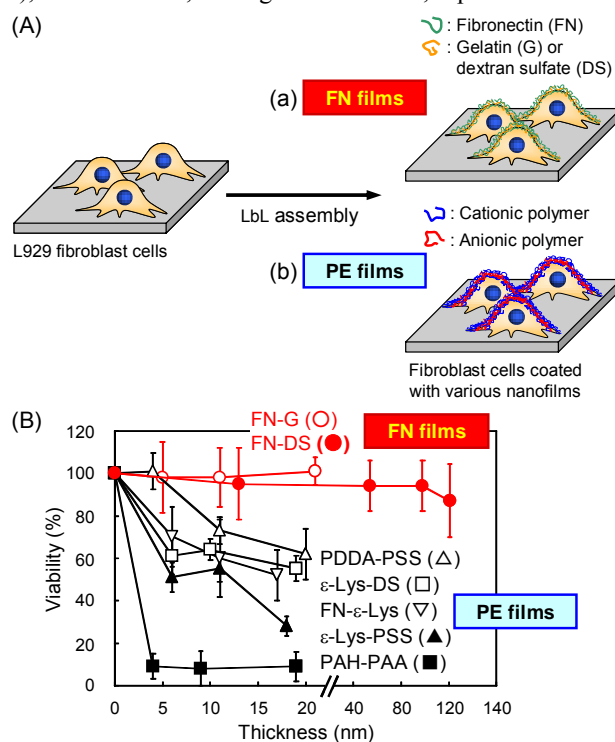 (A)
: Fibronectin (FN)
: Gelatin (G) or
dextran sulfate (DS)
(a) FN films
L929 fibroblast cells
LbL assembly
: Cationic polymer
: Anionic polymer
(b) PE films
Fibroblast cells coated
with various nanofilms
(B)
FN-G (○)
FN-DS (●)
FN films
Viability (%)
120
100
80
60
40
20
0
PDDA-PSS (△)
ε-Lys-DS (□)
FN-ε-Lys (▽)
ε-Lys-PSS (▲)
PAH-PAA (■)
PE films
0 5 10 15 20 60 80 100 120 140
Thickness (nm)